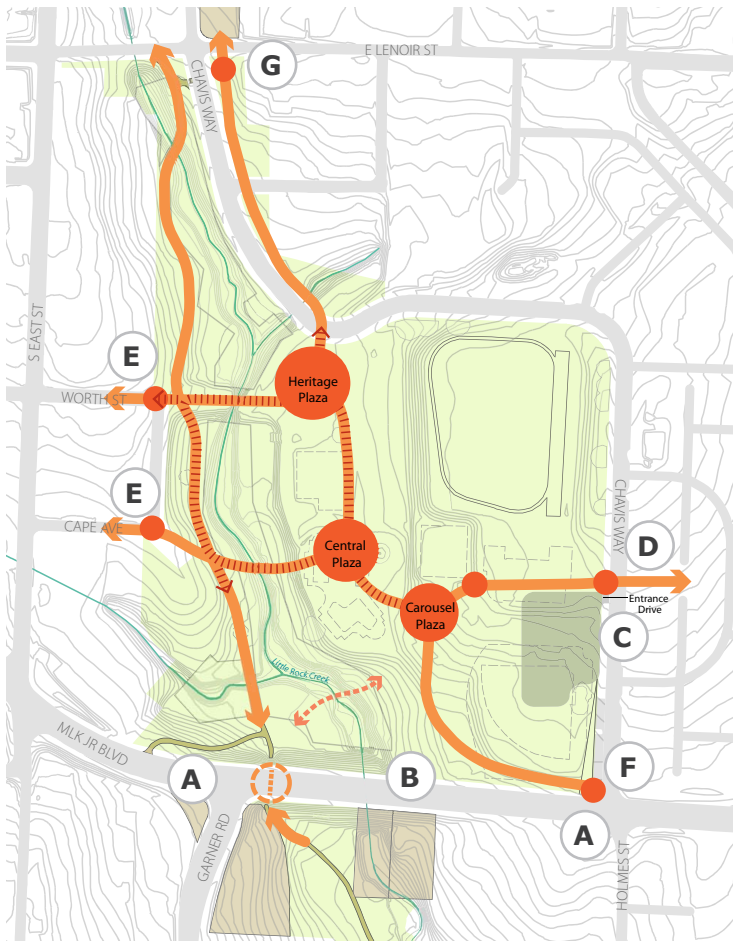 E LENOIR ST
G
CHAVIS WAY
S EAST ST
E
Heritage
Plaza
WORTH ST
E
CAPE AVE
CHAVIS WAY
Central
Plaza
D
Carousel
Plaza
Entrance
Drive
C
Little Rock Creek
MLK JR BLVD
A
B
F
A
GARNER RD
HOLMES ST